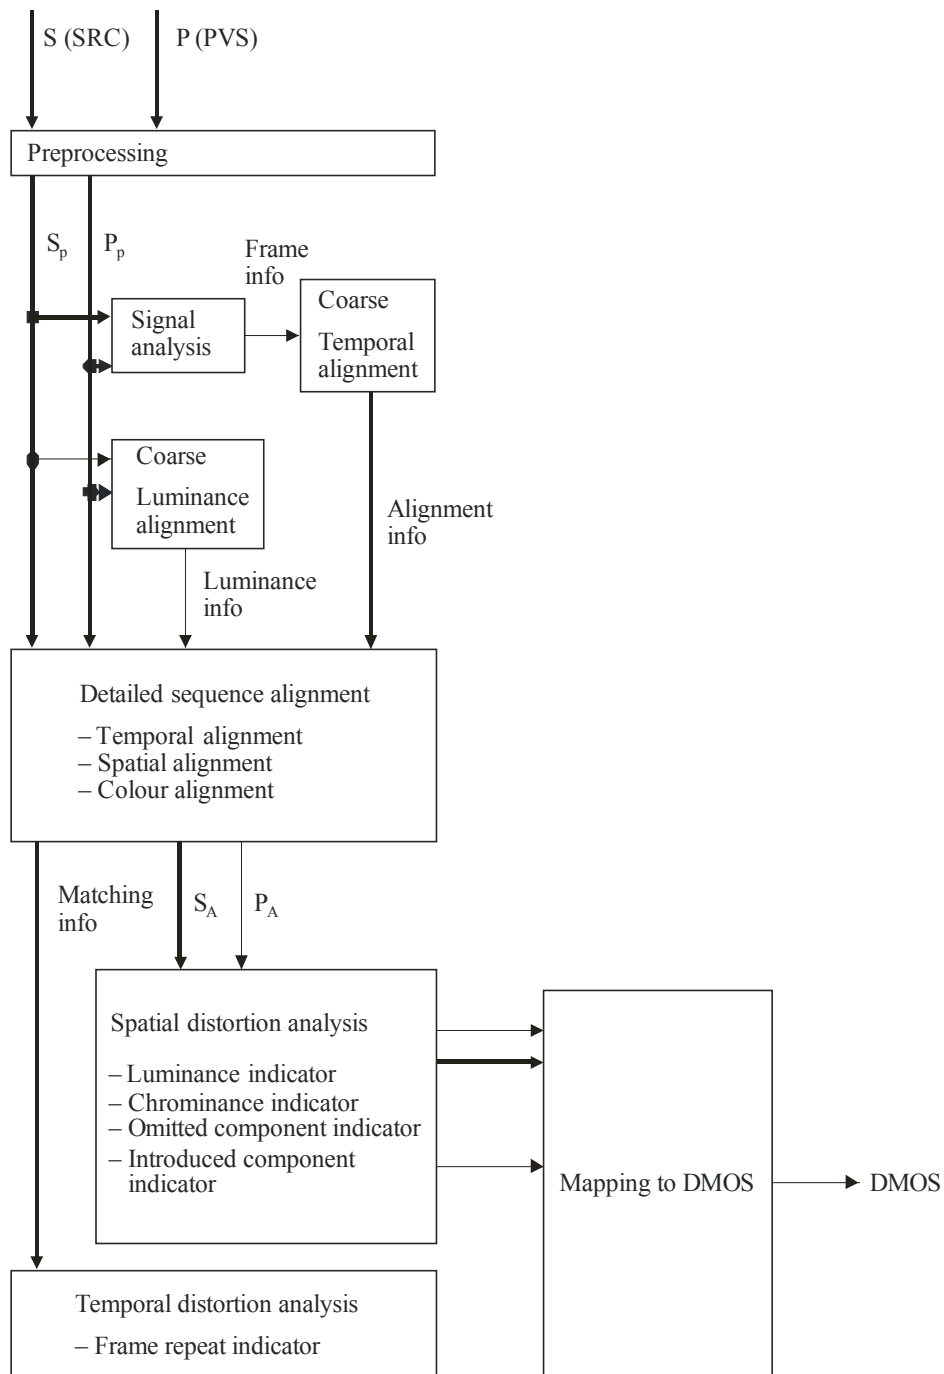 S (SRC)
P (PVS)
Preprocessing
Sp
Pp
Frame
info
Signal
analysis
Coarse
Temporal
alignment
Coarse
Luminance
alignment
Alignment
info
Luminance
info
Detailed sequence alignment
– Temporal alignment
– Spatial alignment
– Colour alignment
Matching
info
SA
PA
Spatial distortion analysis
– Luminance indicator
– Chrominance indicator
– Omitted component indicator
– Introduced component
indicator
Mapping to DMOS
DMOS
Temporal distortion analysis
– Frame repeat indicator